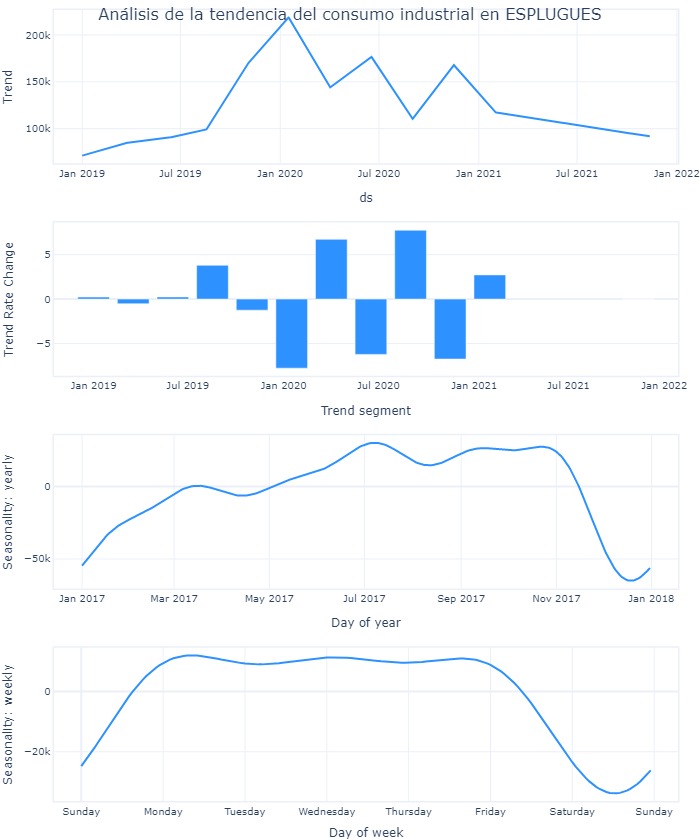 Análisis de la tendencia del consumo industrial en ESPLUGUES
Trend
200k
150k
100k
Jan 2019 Jul 2019 Jan 2020 Jul 2020 Jan 2021 Jul 2021 Jan 2022
ds
Trend Rate Change
5
0
−5
Jan 2019 Jul 2019 Jan 2020 Jul 2020 Jan 2021 Jul 2021 Jan 2022
Trend segment
Seasonality: yearly
0
−50k
Jan 2017 Mar 2017 May 2017 Jul 2017 Sep 2017 Nov 2017 Jan 2018
Day of year
Seasonality: weekly
0
−20k
Sunday Monday Tuesday Wednesday Thursday Friday Saturday Sunday
Day of week